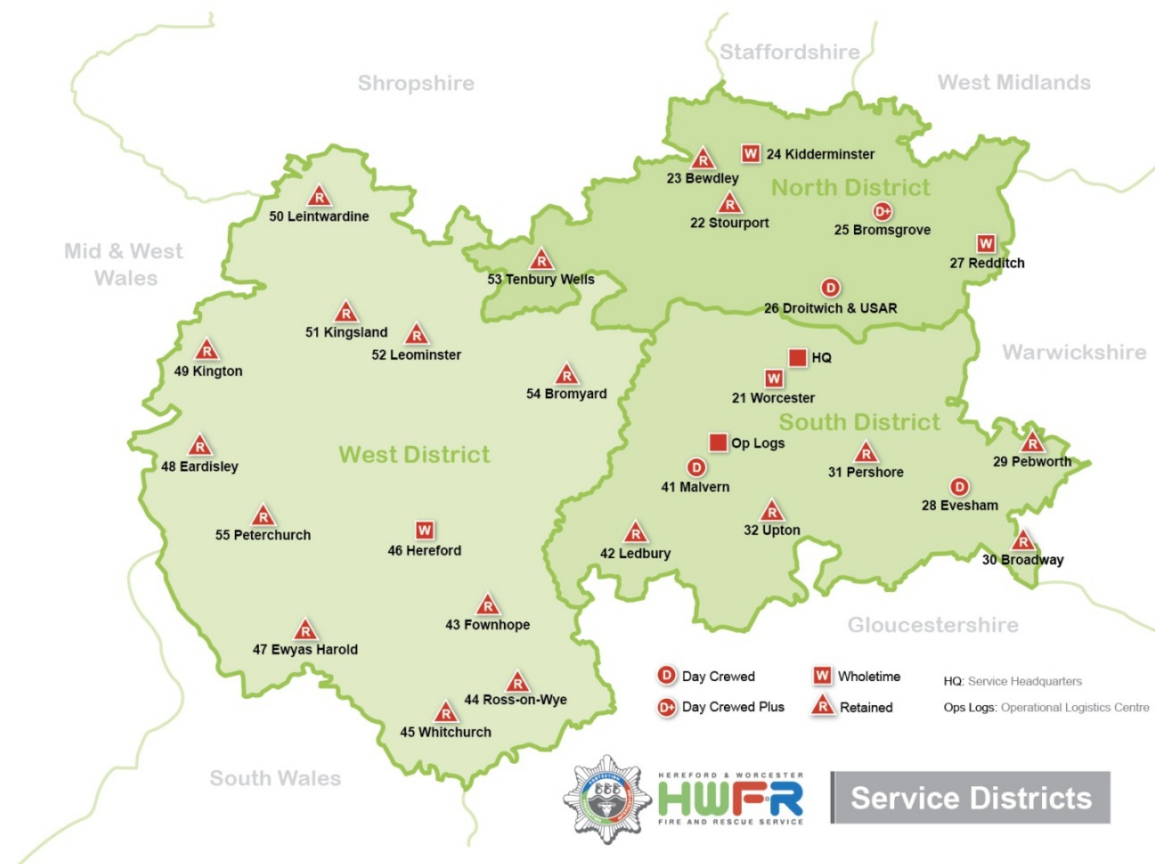 Staffordshire
Shropshire
West Midlands
R
W
24 Kidderminster
23 Bewdley
North District
R
50 Leintwardine
R
22 Stourport
D+
25 Bromsgrove
Mid & West
Wales
W
27 Redditch
R
53 Tenbury Wells
D
26 Droitwich & USAR
R
51 Kingsland
R
52 Leominster
R
49 Kington
Warwickshire
HQ
R
54 Bromyard
W
21 Worcester
South District
R
48 Eardisley
West District
Op Logs
D
41 Malvern
R
31 Pershore
R
29 Pebworth
D
28 Evesham
R
55 Peterchurch
W
46 Hereford
R
42 Ledbury
R
32 Upton
R
30 Broadway
R
43 Fownhope
R
47 Ewyas Harold
Gloucestershire
R
44 Ross-on-Wye
R
45 Whitchurch
South Wales
D Day Crewed
W Wholetime
HQ: Service Headquarters
D+ Day Crewed Plus
R Retained
Ops Logs: Operational Logistics Centre
HEREFORD & WORCESTER
HWFR
FIRE AND RESCUE SERVICE
Service Districts